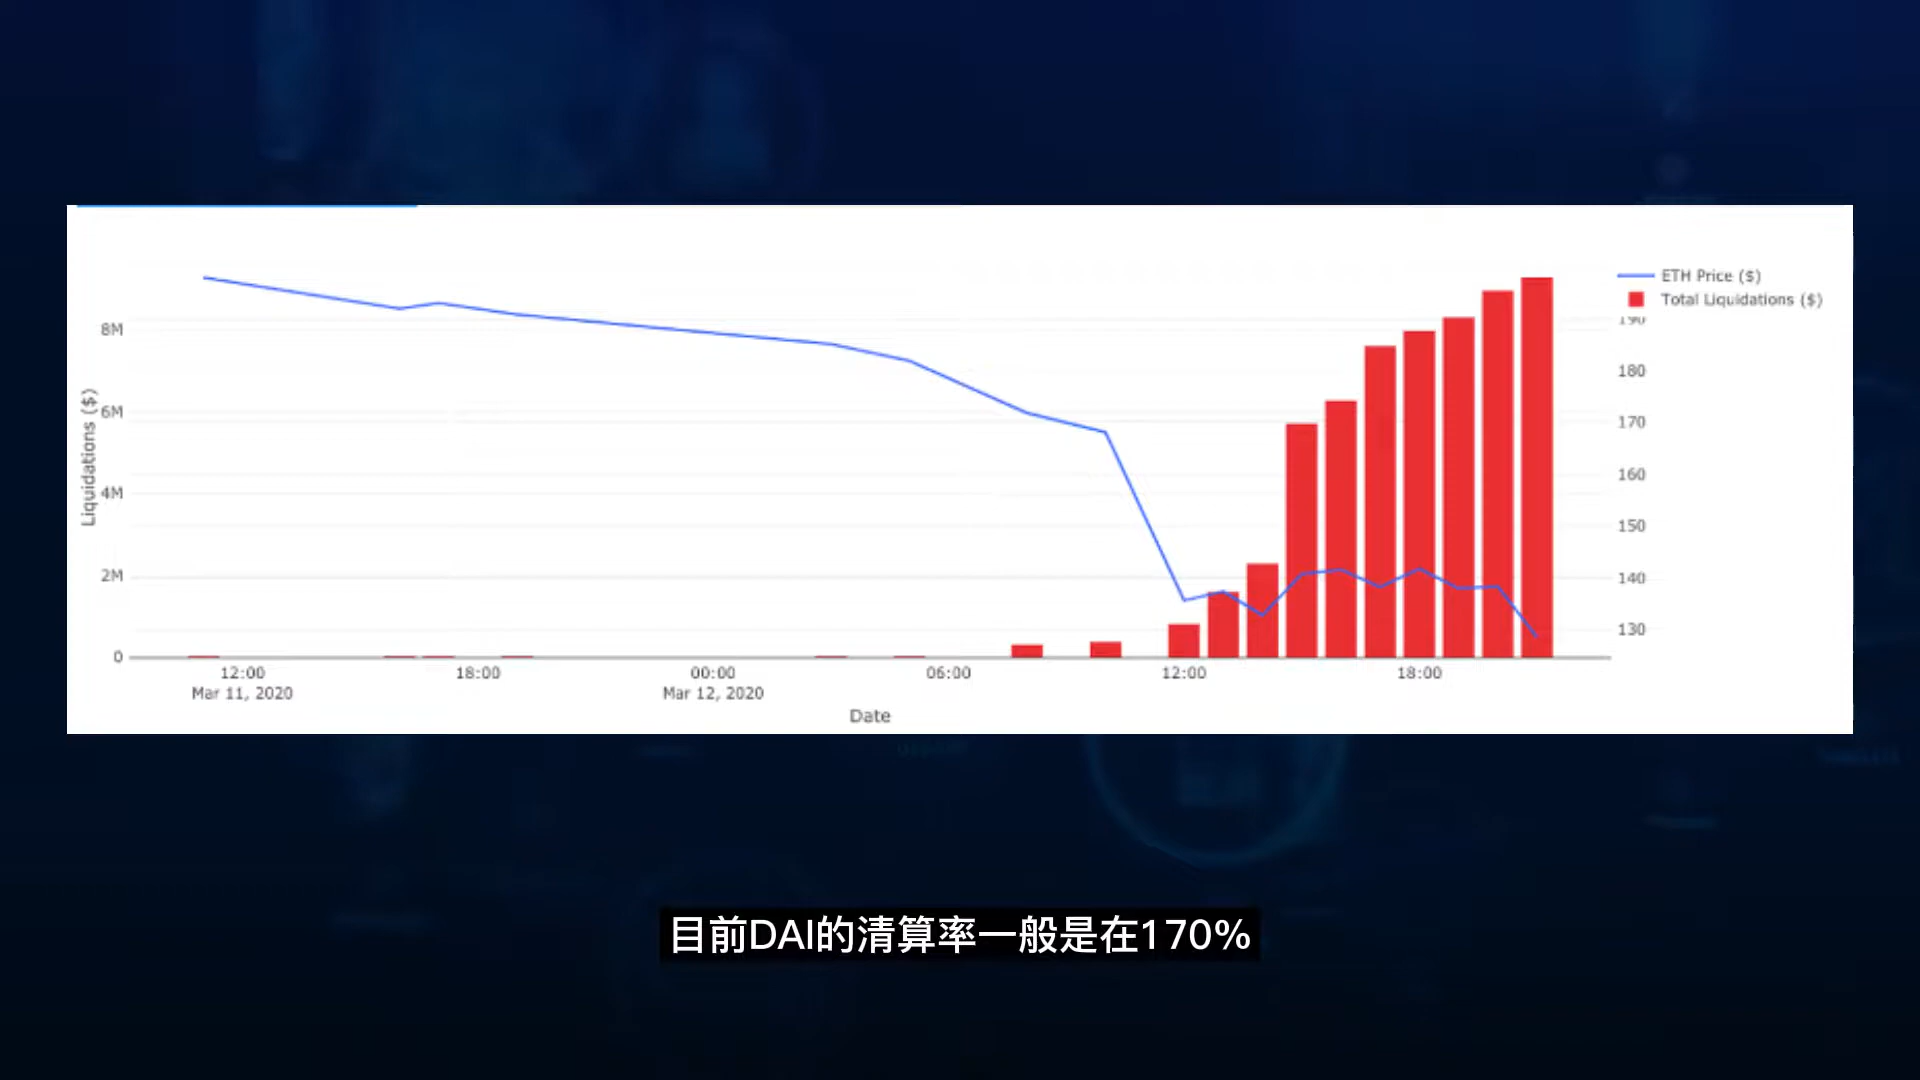 ETH Price ($)
Total Liquidations ($)
Liquidations ($)
8M
6M
4M
2M
0
190
180
170
160
150
140
130
12:00
18:00
00:00
06:00
12:00
18:00
Mar 11, 2020
Mar 12, 2020
Date
目前DAI的清算率一般是在170%